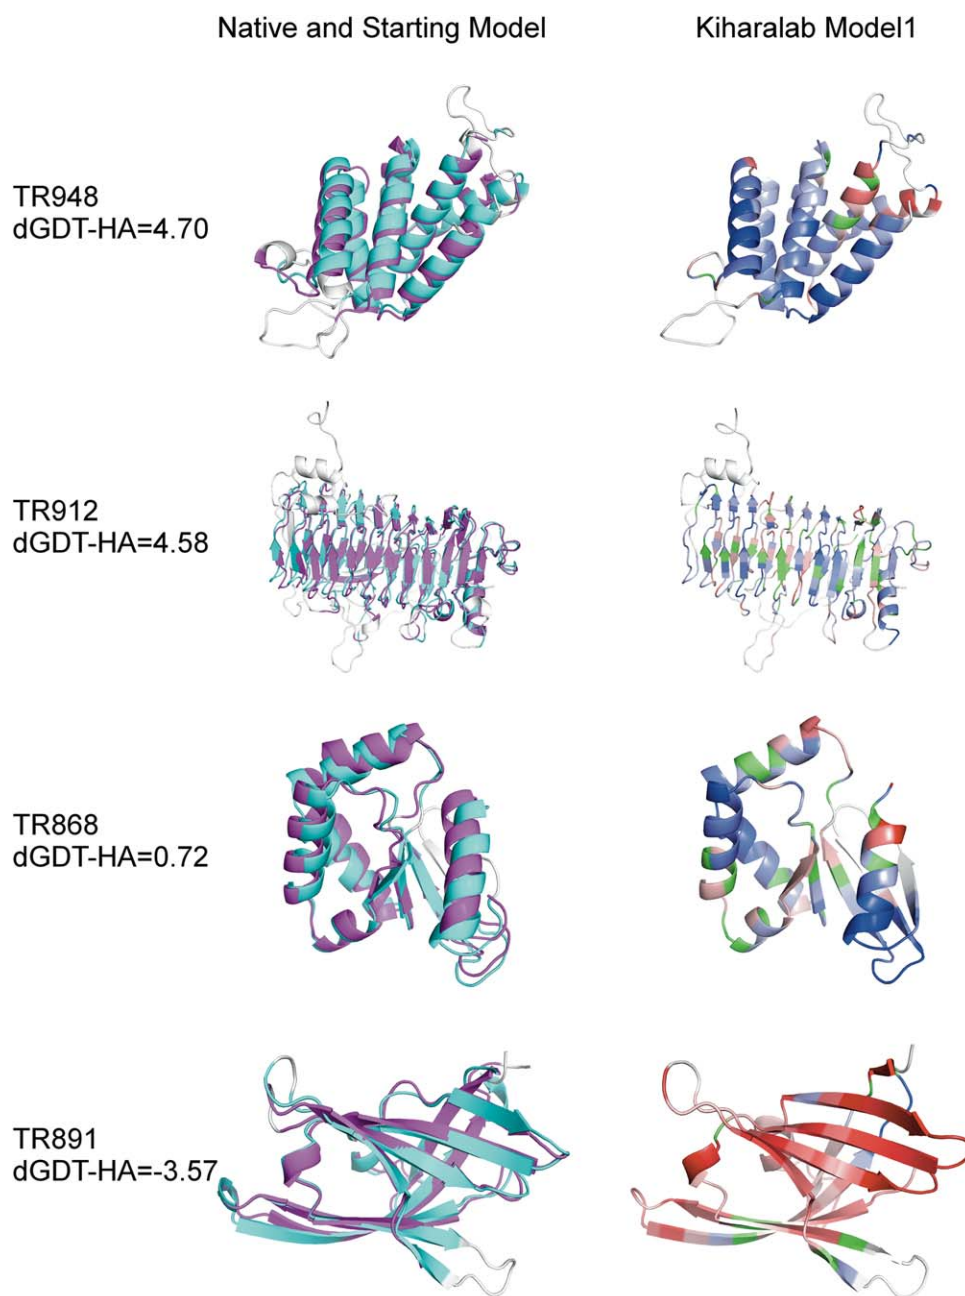 Native and Starting Model
Kiharalab Model1
TR948
dGDT-HA=4.70
TR912
dGDT-HA=4.58
TR868
dGDT-HA=0.72
TR891
dGDT-HA=-3.57